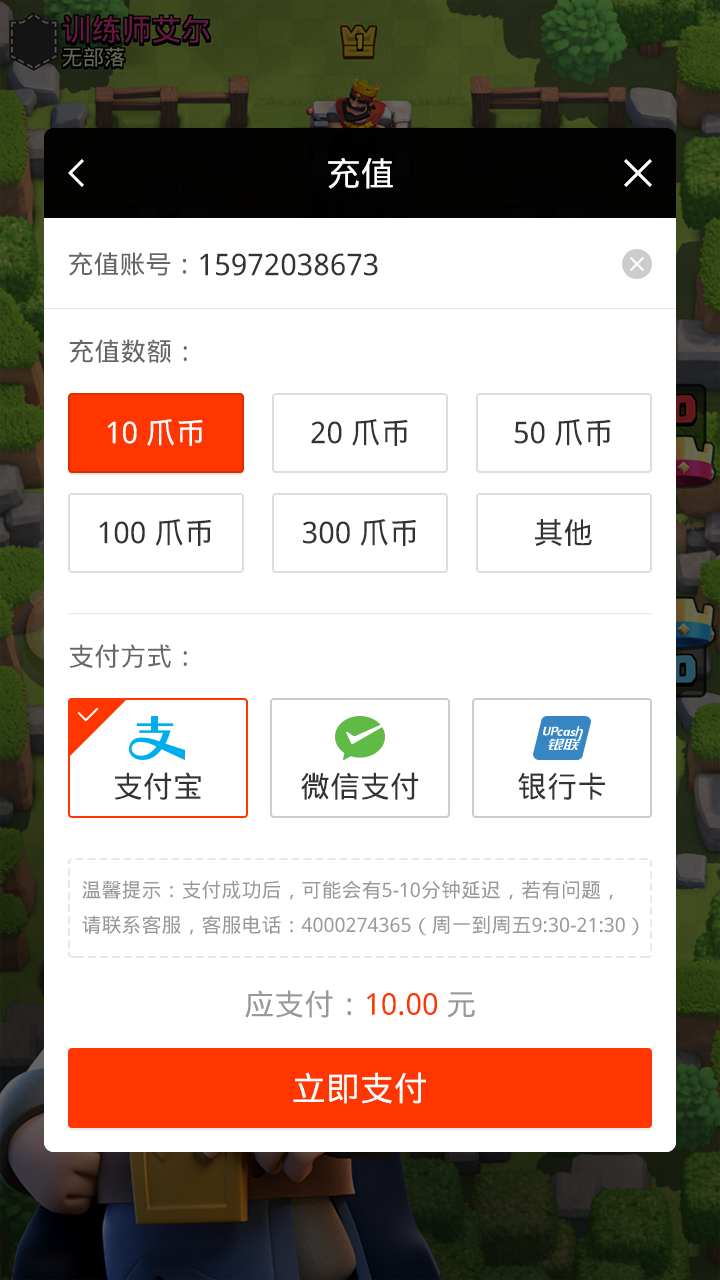 训练师艾尔
1
无部落
充值
充值账号：15972038673
充值数额：
10 爪币
20 爪币
50 爪币
100 爪币
300 爪币
其他
支付方式：
支付宝
微信支付
UPcash
银联
银行卡
温馨提示：支付成功后，可能会有5-10分钟延迟，若有问题，
请联系客服，客服电话：4000274365（周一到周五9:30-21:30）
应支付：10.00 元
立即支付
0
0